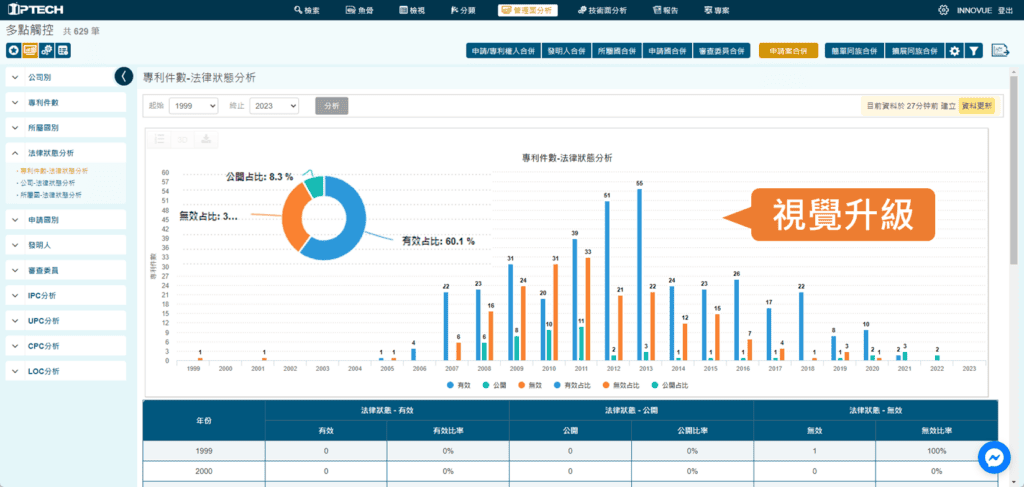 IPTECH
檢索 魚骨 檢視 分類 管理面分析 技術面分析 報告 專案 INNOVUE 登出
多點觸控 共 629 筆
申請/專利權人合併 發明人合併 所屬國合併 申請國合併 審查委員合併 申請案合併 簡單同族合併 擴展同族合併
公司別
專利件數
所屬國別
法律狀態分析
- 專利件數-法律狀態分析
- 公司-法律狀態分析
- 所屬國-法律狀態分析
申請國別
發明人
審查委員
IPC分析
UPC分析
CPC分析
LOC分析
專利件數-法律狀態分析
起始 1999 終止 2023 分析
目前資料於 27分钟前 建立 資料更新
3D
專利件數-法律狀態分析
公開占比: 8.3 %
無效占比: 3…
有效占比: 60.1 %
視覺升級
專利件數
60
57
54
51
48
45
42
39
36
33
30
27
24
21
18
15
12
9
6
3
0
1 1 1 1 4 22 6 23 6 16 31 8 24 20 10 31 39 11 33 51 2 21 55 3 22 24 1 12 23 1 15 26 1 7 17 1 4 22 1 8 1 3 10 2 1 2 3 2
1999 2000 2001 2002 2003 2004 2005 2006 2007 2008 2009 2010 2011 2012 2013 2014 2015 2016 2017 2018 2019 2020 2021 2022 2023
有效 公開 無效 有效占比 無效占比 公開占比
年份 法律狀態 - 有效 法律狀態 - 公開 法律狀態 - 無效
有效 有效比率 公開 公開比率 無效 無效比率
1999 0 0% 0 0% 1 100%
2000 0 0% 0 0% 0 0%